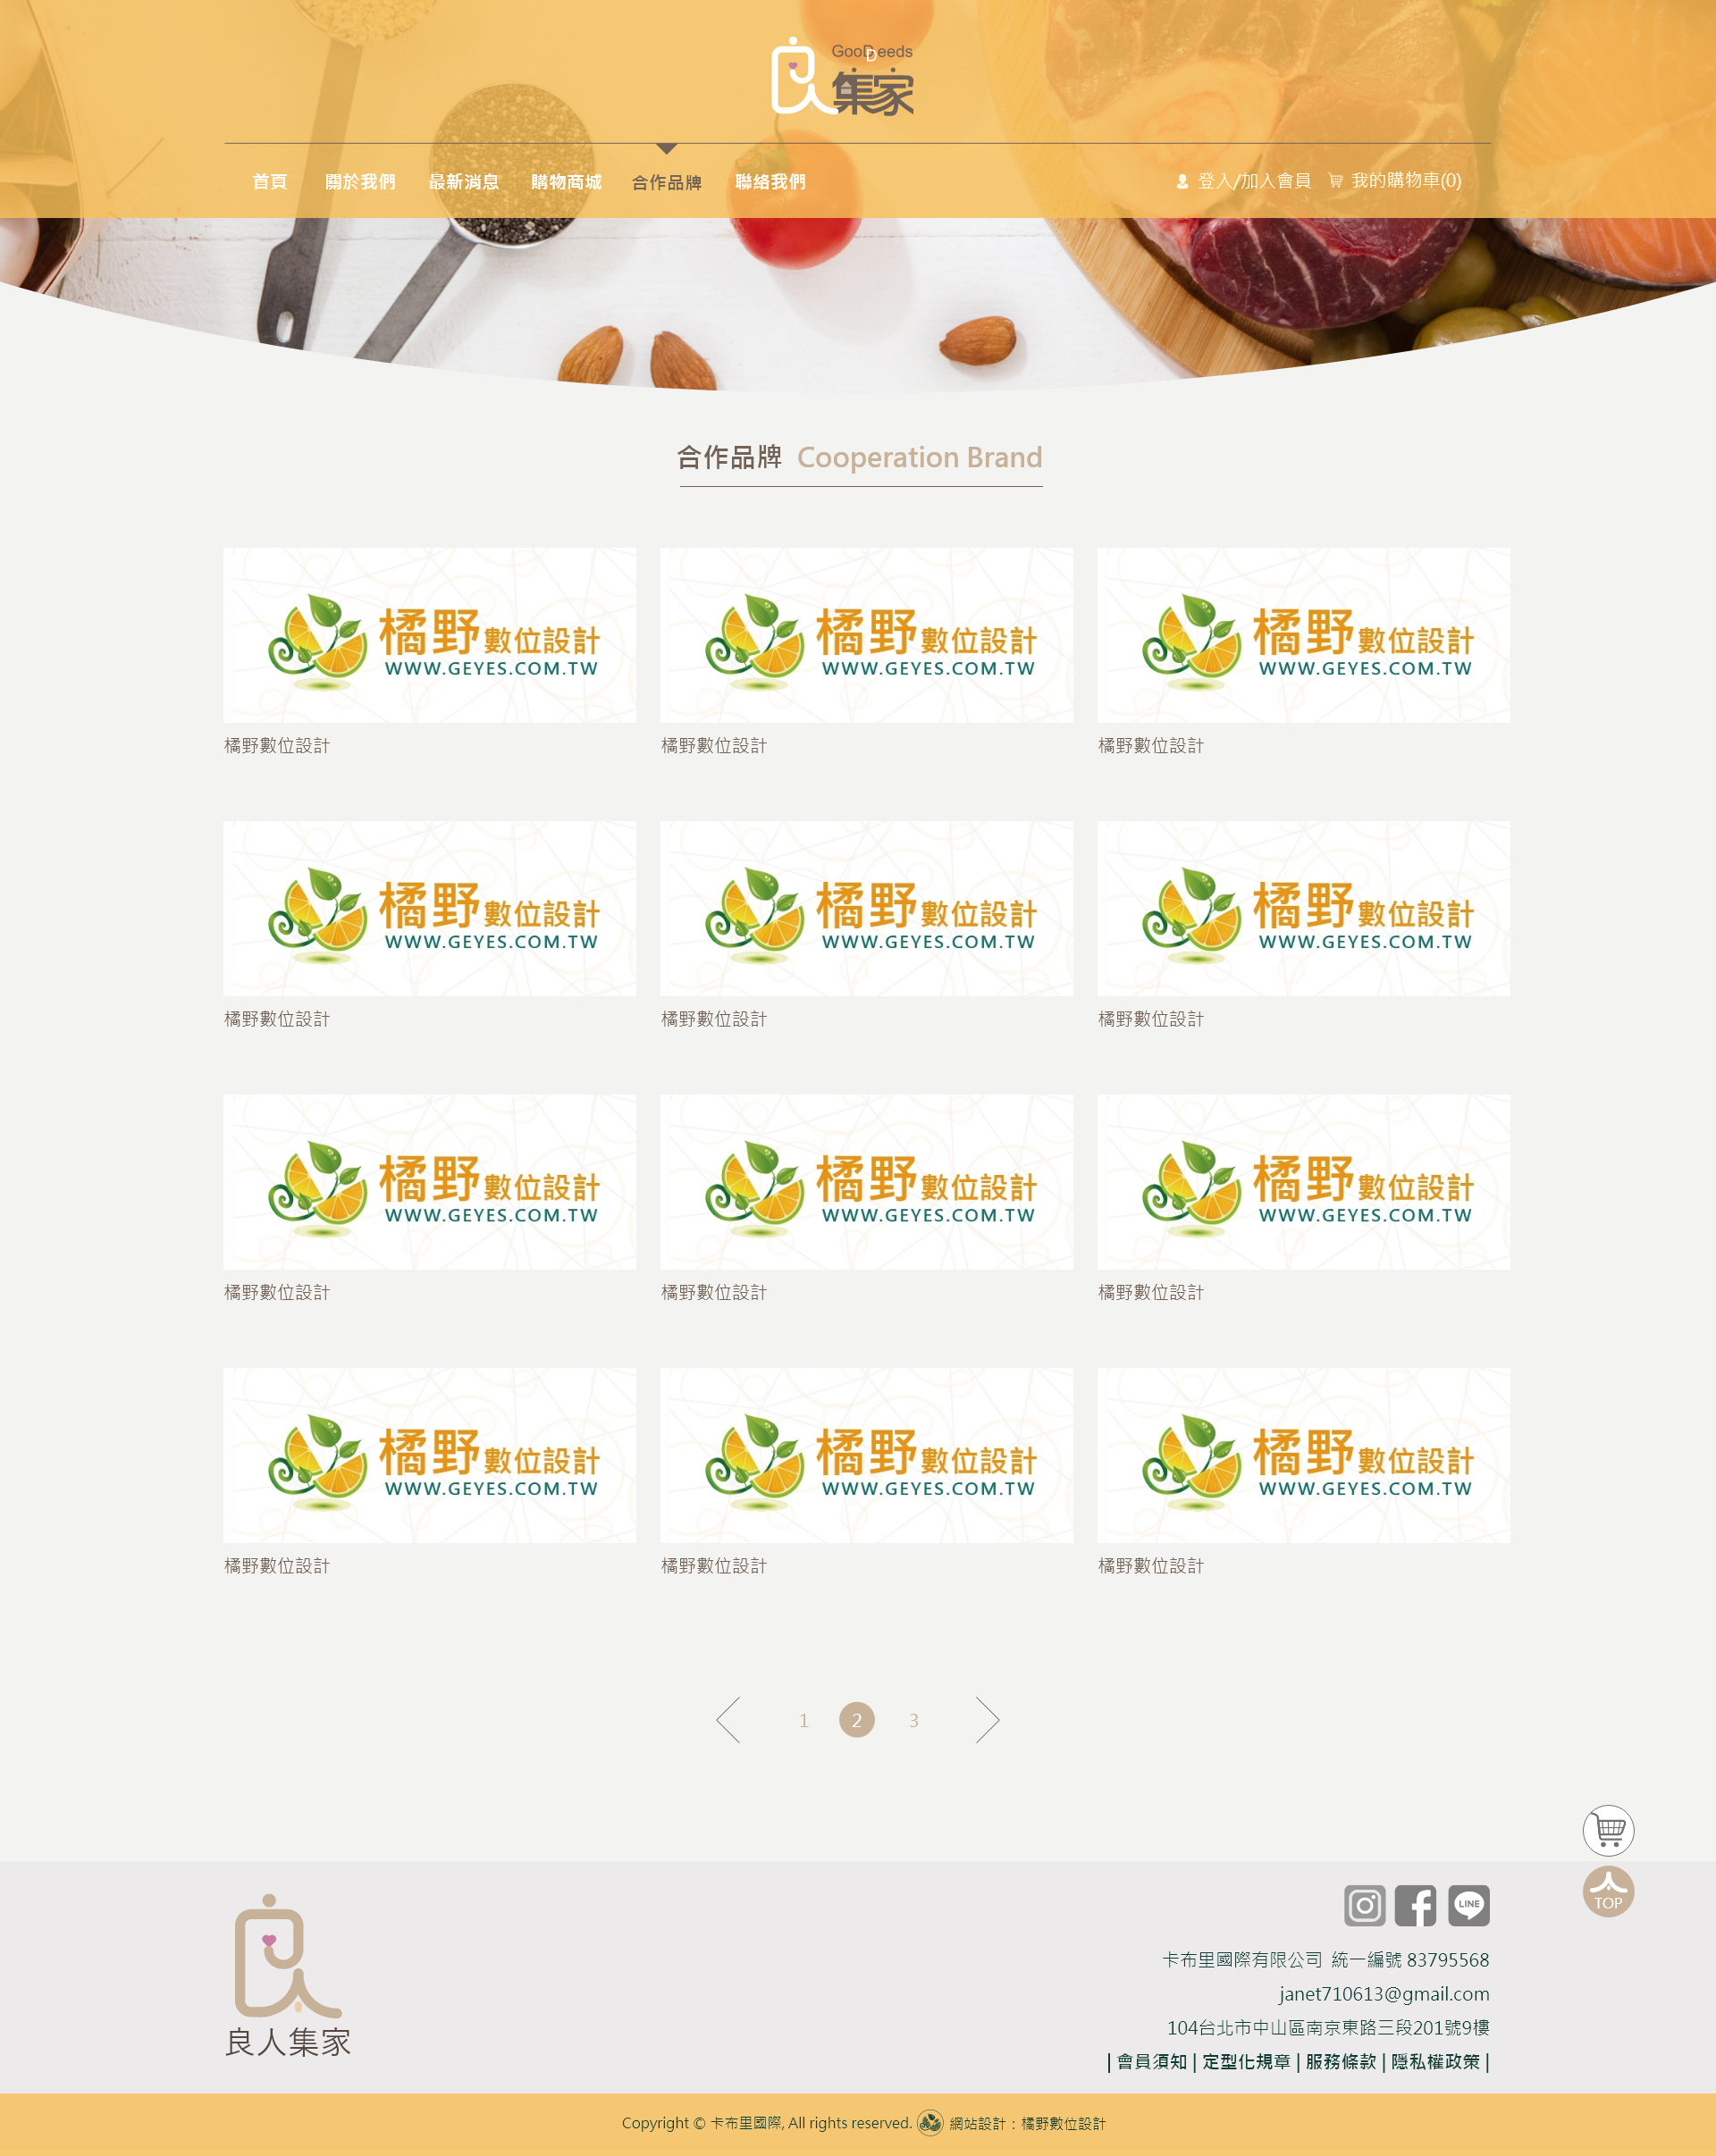 GooDDeeds
良人集家
首頁 關於我們 最新消息 購物商城 合作品牌 聯絡我們 登入/加入會員 我的購物車(0)
合作品牌 Cooperation Brand
橘野數位設計 橘野數位設計 橘野數位設計
WWW.GEYES.COM.TW WWW.GEYES.COM.TW WWW.GEYES.COM.TW
橘野數位設計 橘野數位設計 橘野數位設計
橘野數位設計 橘野數位設計 橘野數位設計
WWW.GEYES.COM.TW WWW.GEYES.COM.TW WWW.GEYES.COM.TW
橘野數位設計 橘野數位設計 橘野數位設計
橘野數位設計 橘野數位設計 橘野數位設計
WWW.GEYES.COM.TW WWW.GEYES.COM.TW WWW.GEYES.COM.TW
橘野數位設計 橘野數位設計 橘野數位設計
橘野數位設計 橘野數位設計 橘野數位設計
WWW.GEYES.COM.TW WWW.GEYES.COM.TW WWW.GEYES.COM.TW
橘野數位設計 橘野數位設計 橘野數位設計
1 2 3
TOP
LINE
良人集家
卡布里國際有限公司 統一編號 83795568
janet710613@gmail.com
104台北市中山區南京東路三段201號9樓
| 會員須知 | 定型化規章 | 服務條款 | 隱私權政策 |
Copyright © 卡布里國際, All rights reserved. 網站設計：橘野數位設計